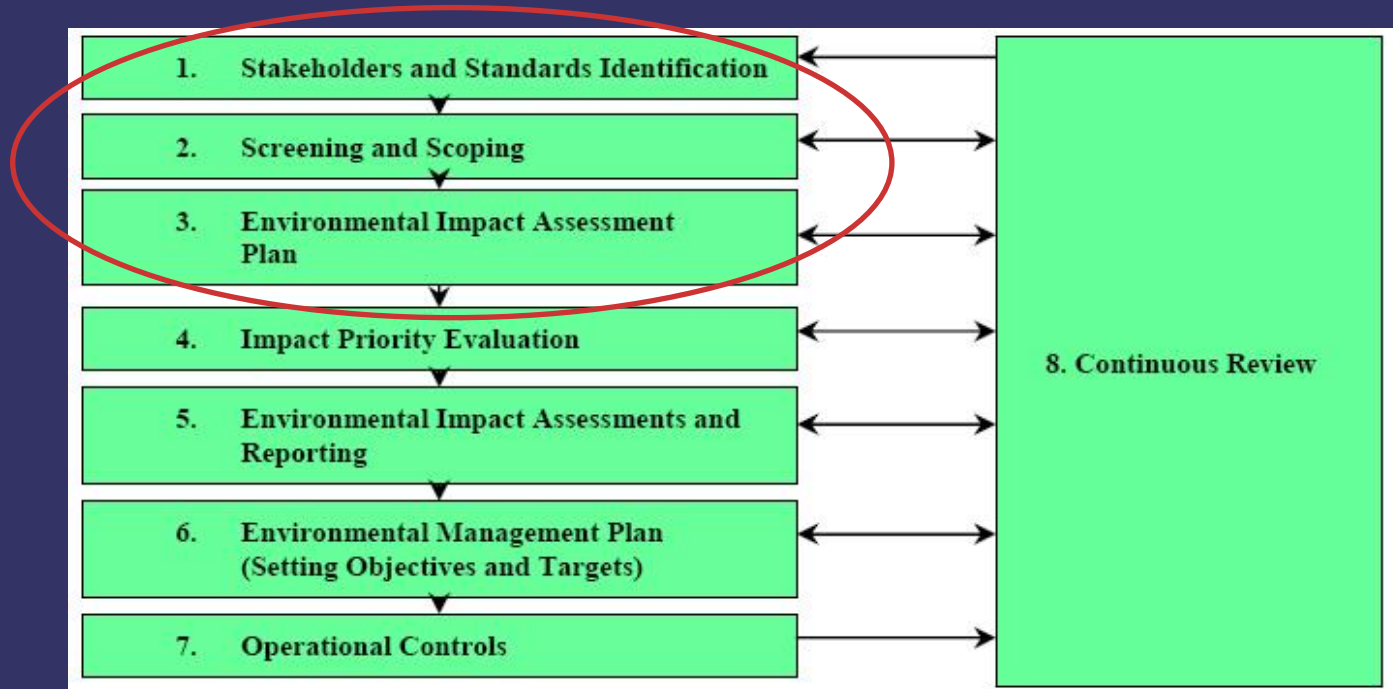 1. Stakeholders and Standards Identification
2. Screening and Scoping
3. Environmental Impact Assessment
Plan
4. Impact Priority Evaluation
5. Environmental Impact Assessments and
Reporting
6. Environmental Management Plan
(Setting Objectives and Targets)
7. Operational Controls
8. Continuous Review